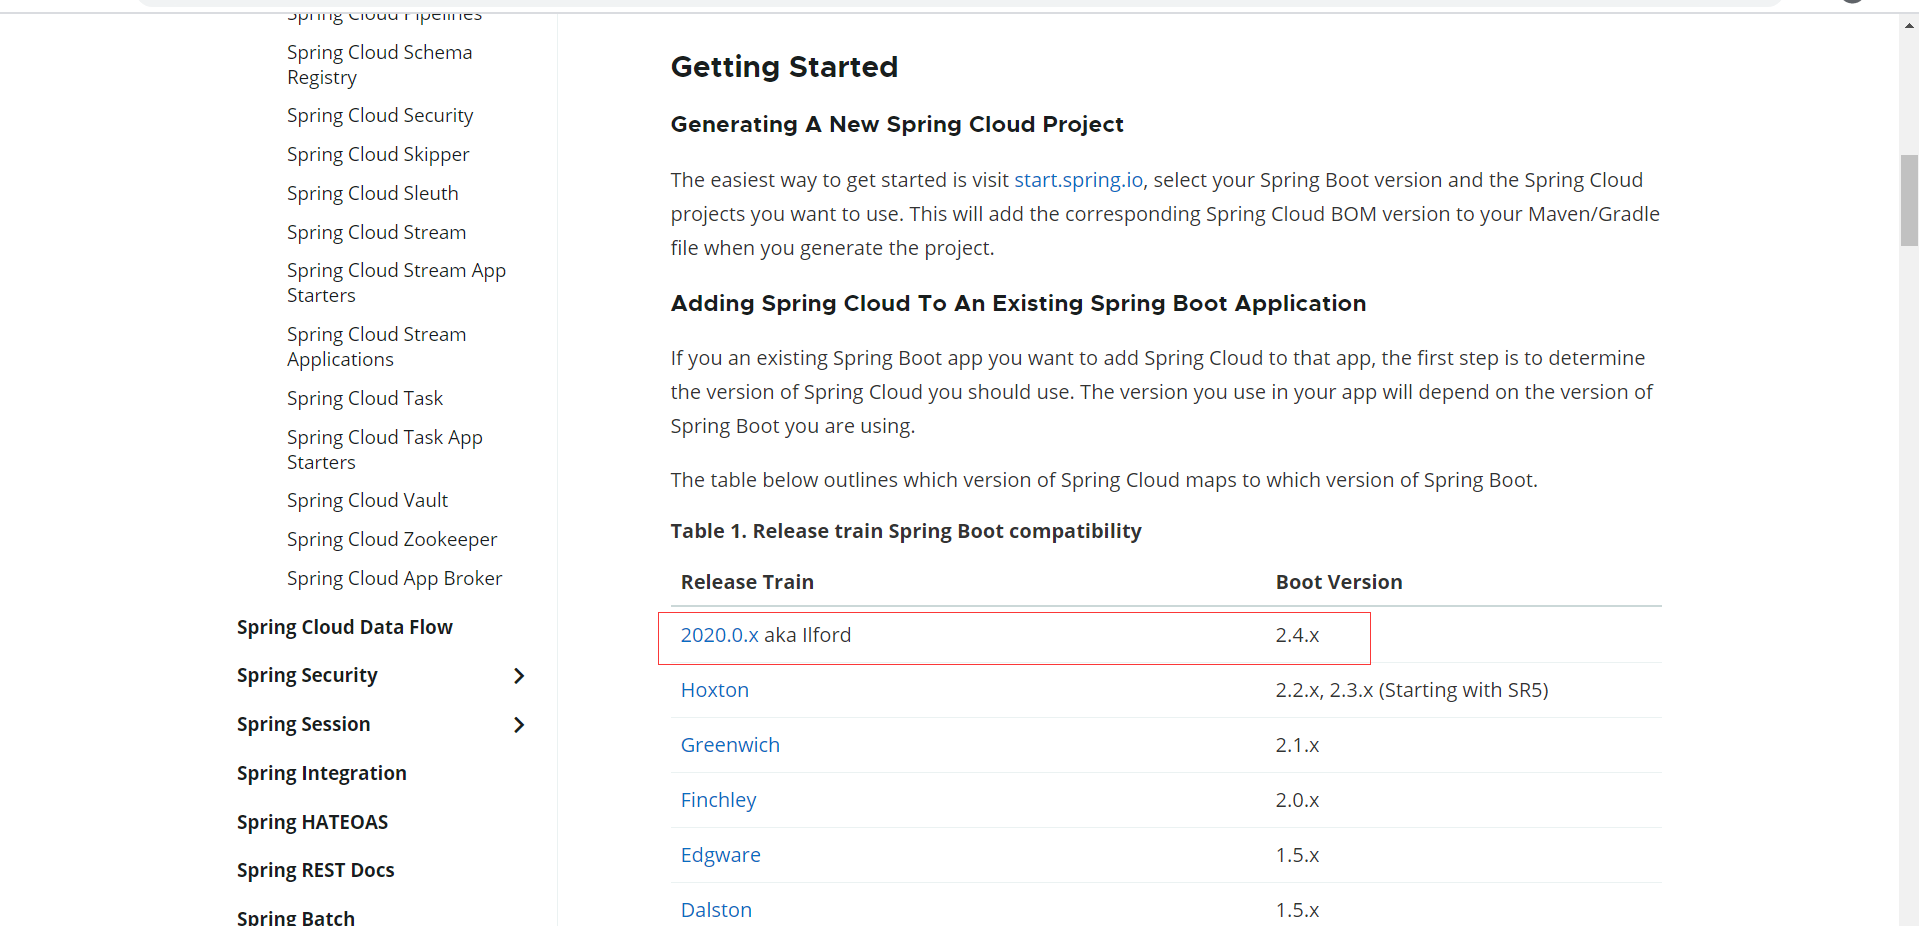 Spring Cloud Pipelines
Spring Cloud Schema
Registry
Spring Cloud Security
Spring Cloud Skipper
Spring Cloud Sleuth
Spring Cloud Stream
Spring Cloud Stream App
Starters
Spring Cloud Stream
Applications
Spring Cloud Task
Spring Cloud Task App
Starters
Spring Cloud Vault
Spring Cloud Zookeeper
Spring Cloud App Broker
Spring Cloud Data Flow
Spring Security
Spring Session
Spring Integration
Spring HATEOAS
Spring REST Docs
Spring Batch
Getting Started
Generating A New Spring Cloud Project
The easiest way to get started is visit start.spring.io, select your Spring Boot version and the Spring Cloud
projects you want to use. This will add the corresponding Spring Cloud BOM version to your Maven/Gradle
file when you generate the project.
Adding Spring Cloud To An Existing Spring Boot Application
If you an existing Spring Boot app you want to add Spring Cloud to that app, the first step is to determine
the version of Spring Cloud you should use. The version you use in your app will depend on the version of
Spring Boot you are using.
The table below outlines which version of Spring Cloud maps to which version of Spring Boot.
Table 1. Release train Spring Boot compatibility
Release Train Boot Version
2020.0.x aka Ilford 2.4.x
Hoxton 2.2.x, 2.3.x (Starting with SR5)
Greenwich 2.1.x
Finchley 2.0.x
Edgware 1.5.x
Dalston 1.5.x